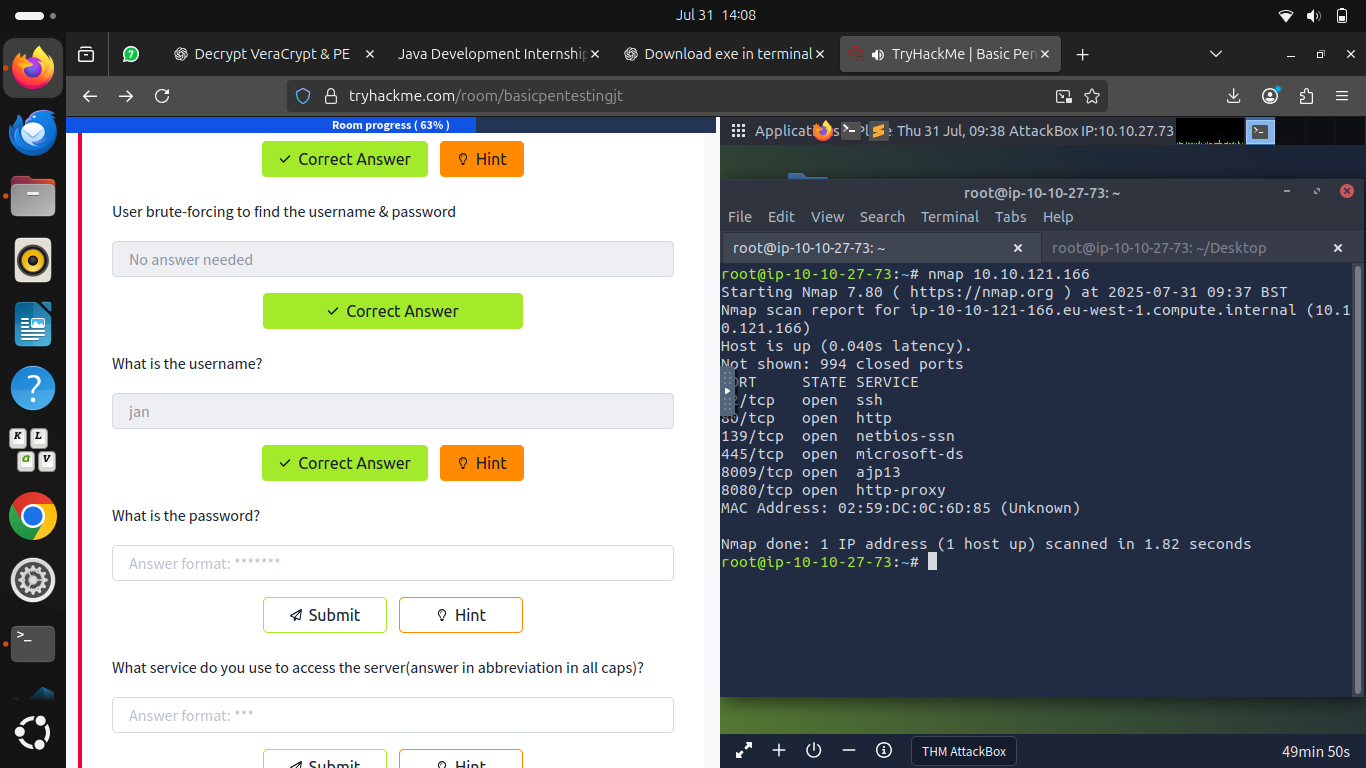 Jul 31 14:08
7
Decrypt VeraCrypt & PE
Java Development Internship
Download exe in terminal
TryHackMe | Basic Pen
tryhackme.com/room/basicpentestingjt
Room progress ( 63% )
Correct Answer
Hint
User brute-forcing to find the username & password
No answer needed
Correct Answer
What is the username?
jan
Correct Answer
Hint
What is the password?
Answer format: *******
Submit
Hint
What service do you use to access the server(answer in abbreviation in all caps)?
Answer format: ***
Submit
Hint
Thu 31 Jul, 09:38 AttackBox IP:10.10.27.73
root@ip-10-10-27-73: ~
File Edit View Search Terminal Tabs Help
root@ip-10-10-27-73: ~
root@ip-10-10-27-73: ~/Desktop
root@ip-10-10-27-73:~# nmap 10.10.121.166
Starting Nmap 7.80 ( https://nmap.org ) at 2025-07-31 09:37 BST
Nmap scan report for ip-10-10-121-166.eu-west-1.compute.internal (10.1
0.121.166)
Host is up (0.040s latency).
Not shown: 994 closed ports
PORT STATE SERVICE
22/tcp open ssh
80/tcp open http
139/tcp open netbios-ssn
445/tcp open microsoft-ds
8009/tcp open ajp13
8080/tcp open http-proxy
MAC Address: 02:59:DC:0C:6D:85 (Unknown)
Nmap done: 1 IP address (1 host up) scanned in 1.82 seconds
root@ip-10-10-27-73:~#
THM AttackBox
49min 50s
K L
a V